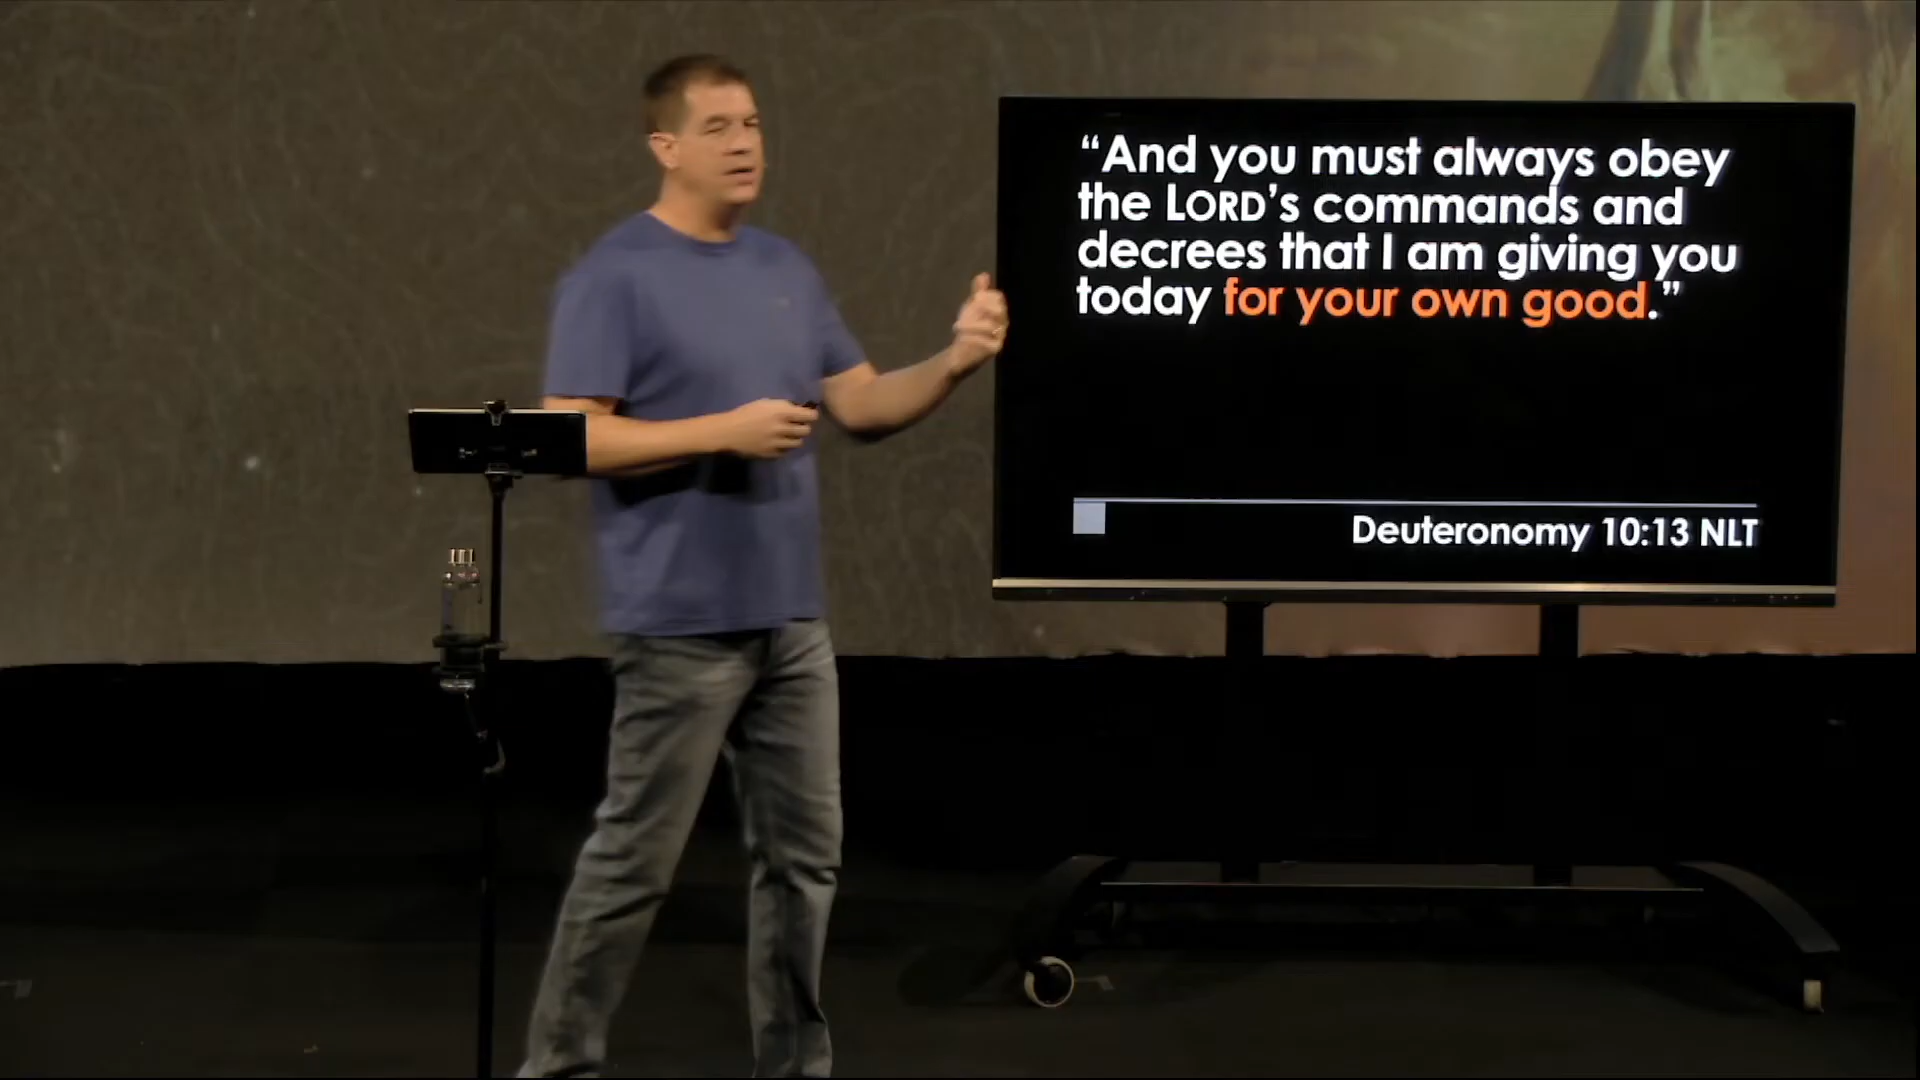 “And you must always obey
the LORD’s commands and
decrees that I am giving you
today for your own good.”
Deuteronomy 10:13 NLT